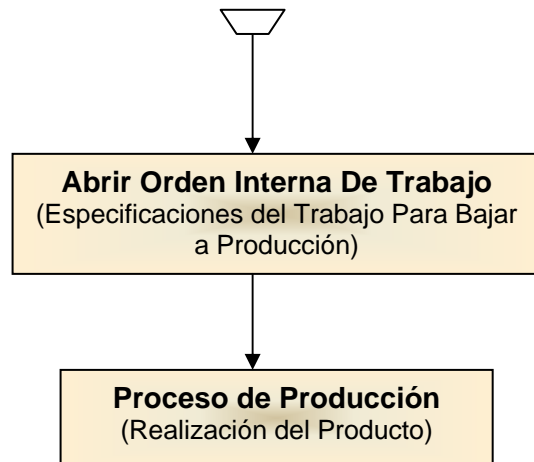 Abrir Orden Interna De Trabajo
(Especificaciones del Trabajo Para Bajar
a Producción)
Proceso de Producción
(Realización del Producto)